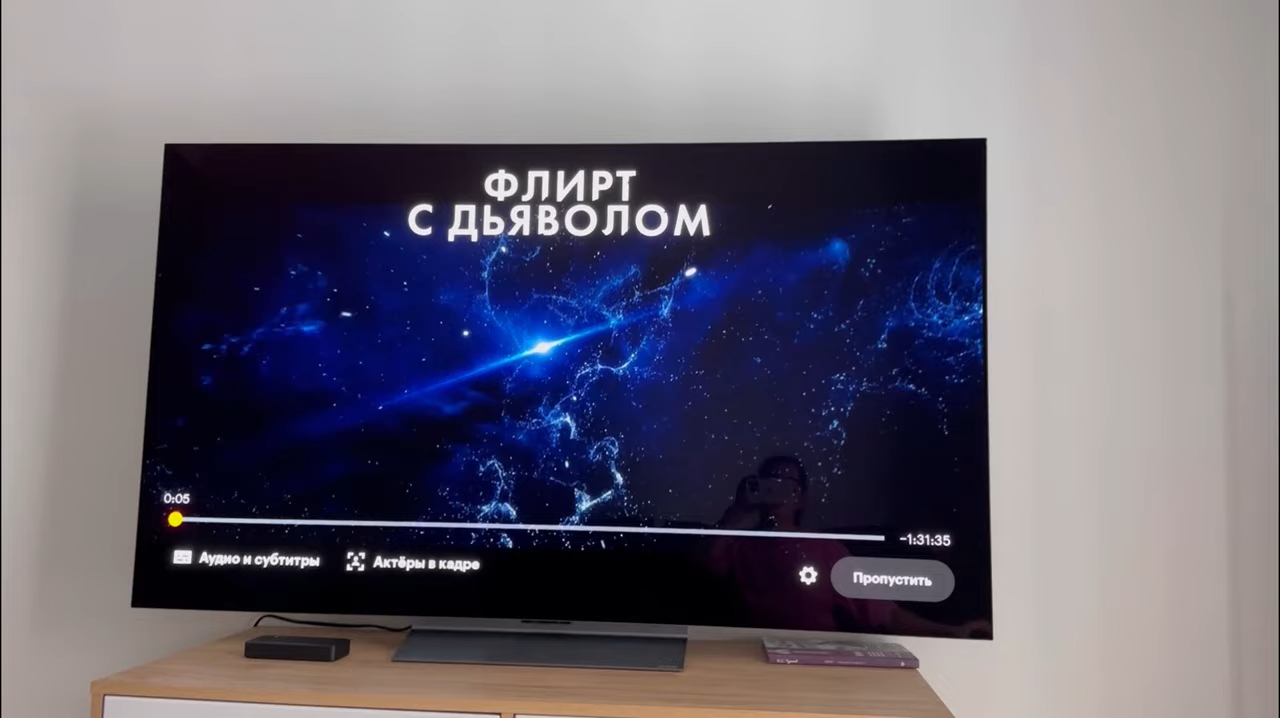 ФЛИРТ
С ДЬЯВОЛОМ
0:05
-1:31:35
Аудио и субтитры
Актёры в кадре
Пропустить